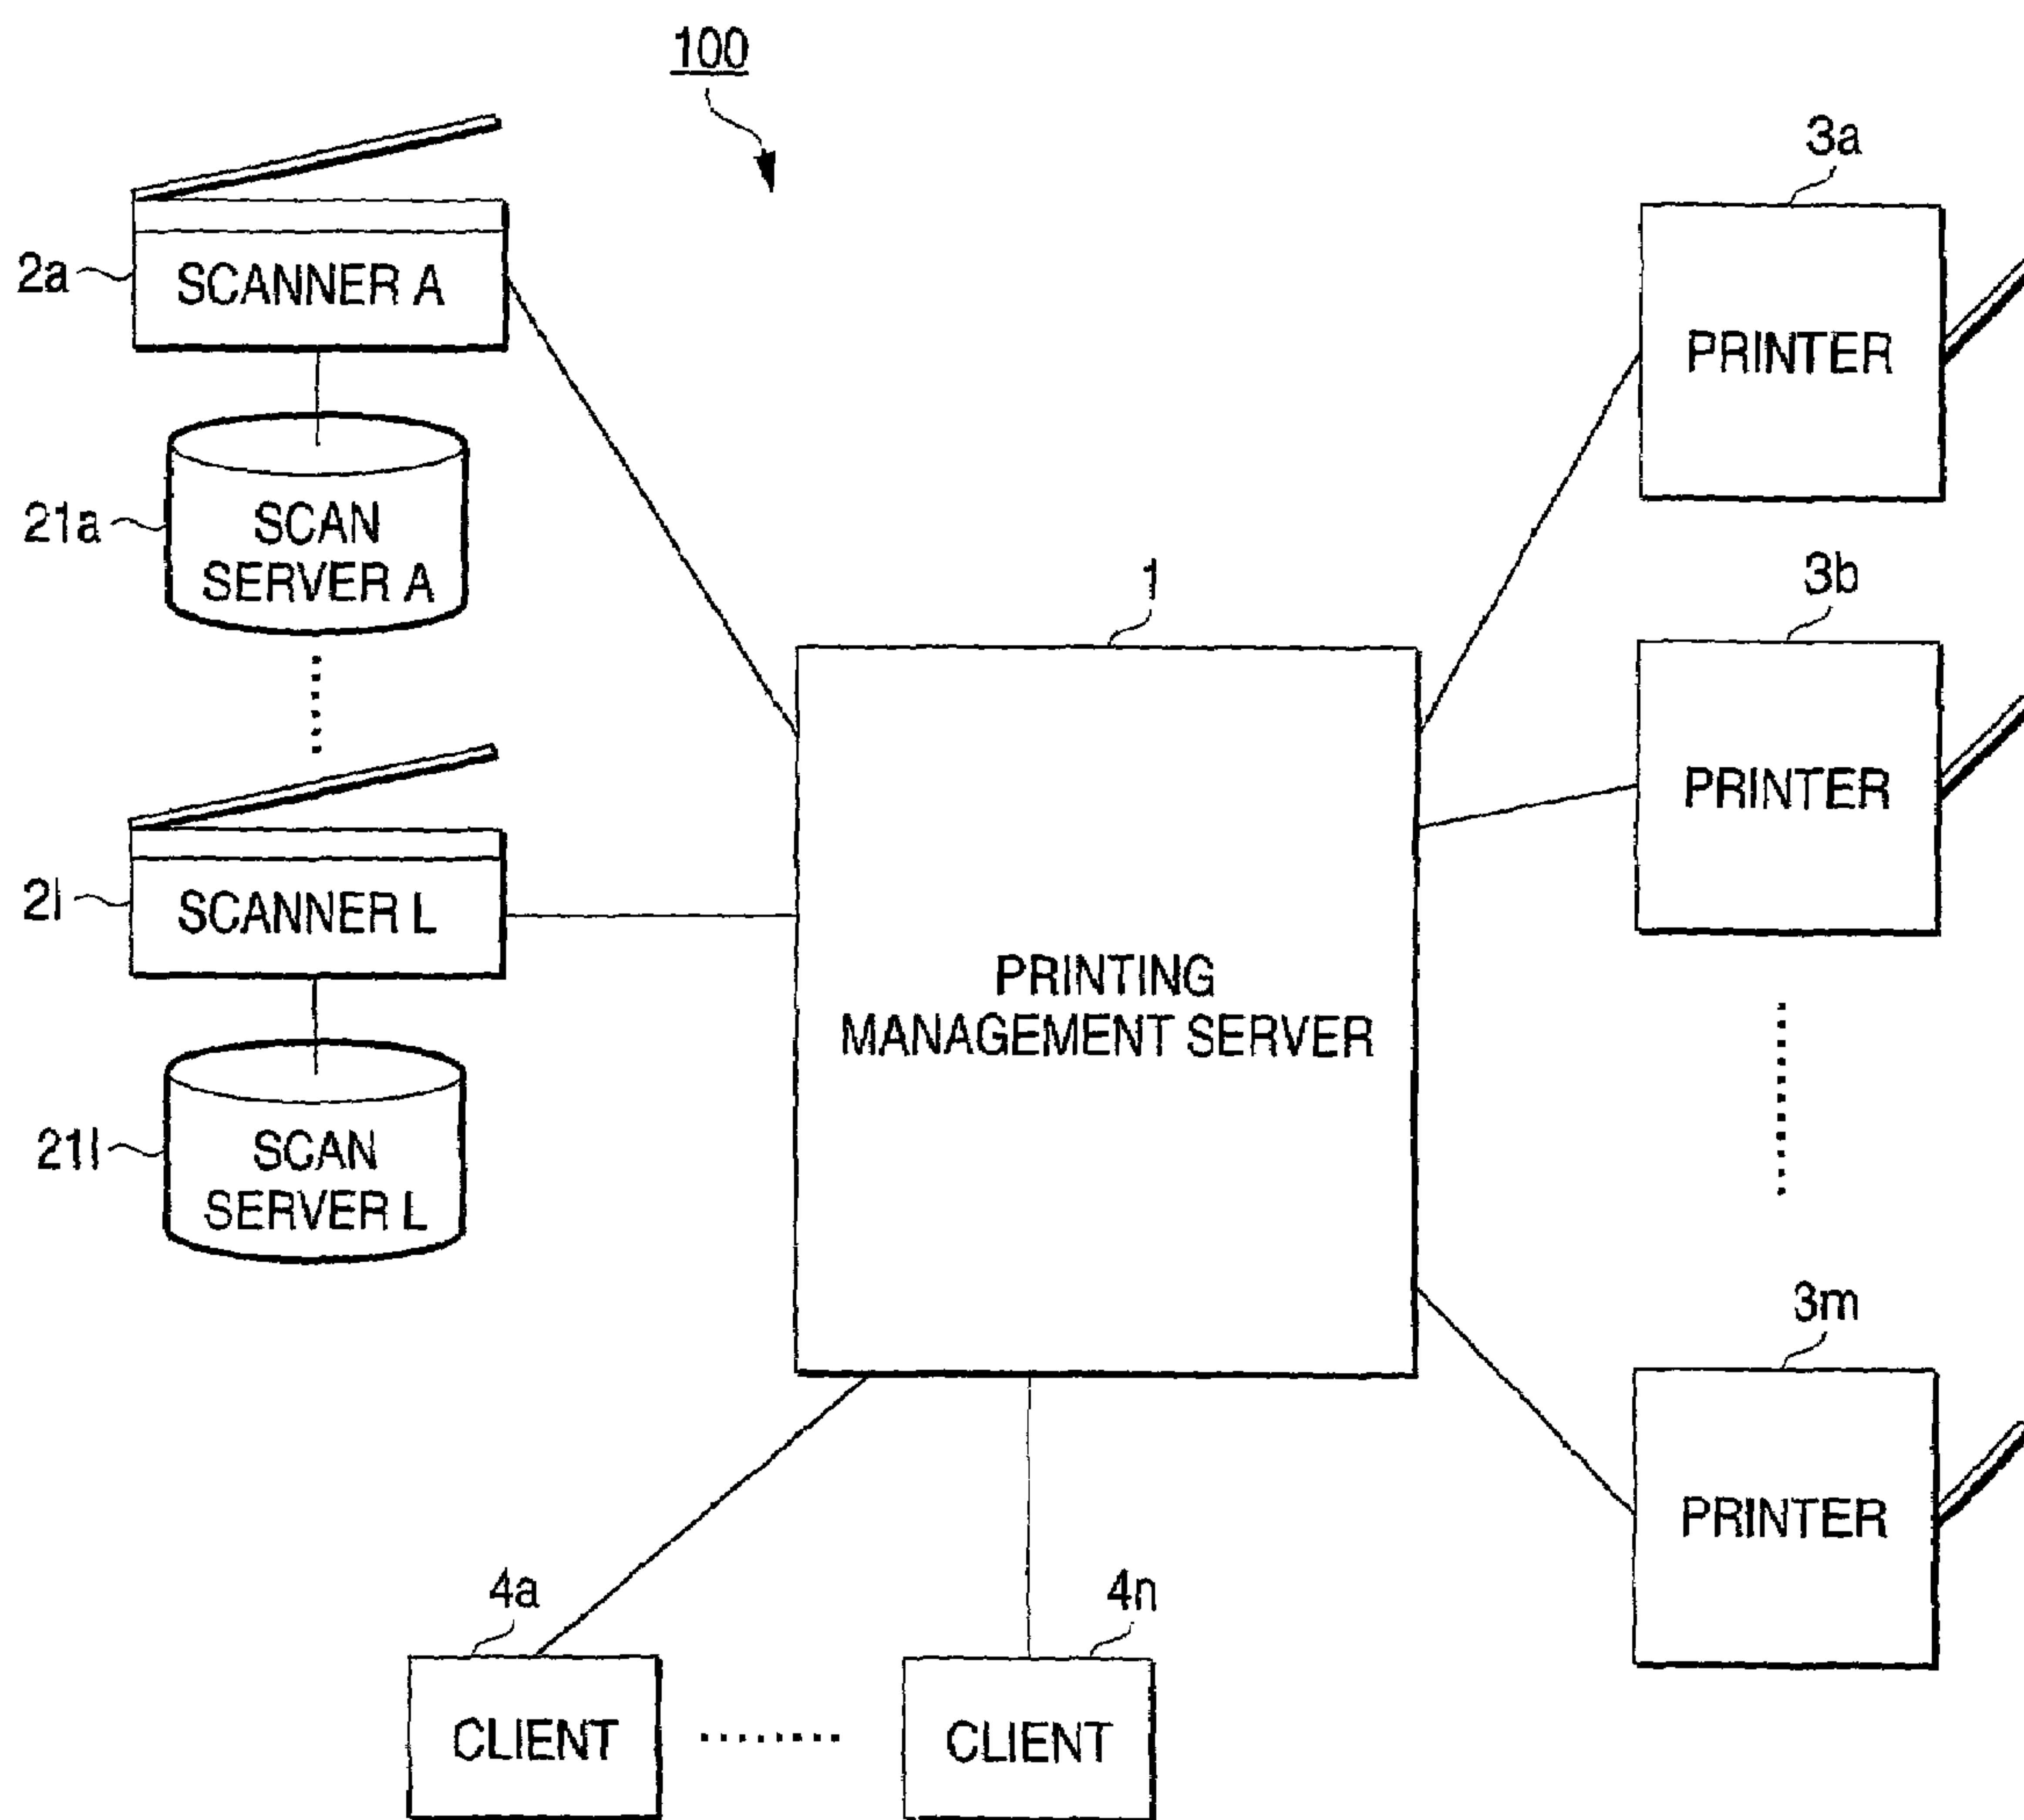 100
2a
SCANNER A
21a
SCAN
SERVER A
2l
SCANNER L
21l
SCAN
SERVER L
1
PRINTING
MANAGEMENT SERVER
3a
PRINTER
3b
PRINTER
3m
PRINTER
4a
CLIENT
4n
CLIENT